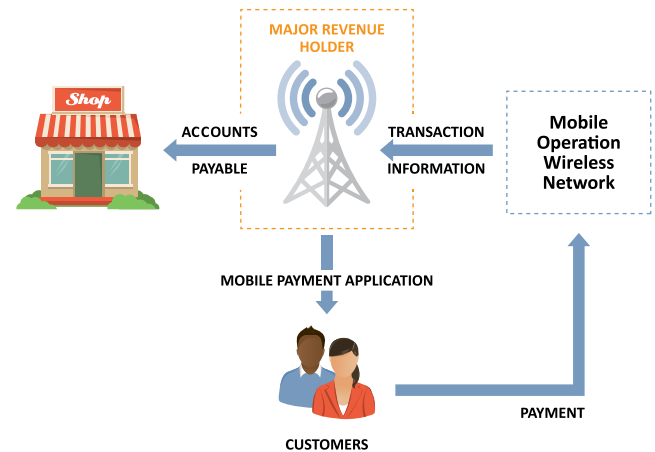 MAJOR REVENUE
HOLDER
Shop
ACCOUNTS
PAYABLE
TRANSACTION
INFORMATION
Mobile
Operation
Wireless
Network
MOBILE PAYMENT APPLICATION
PAYMENT
CUSTOMERS